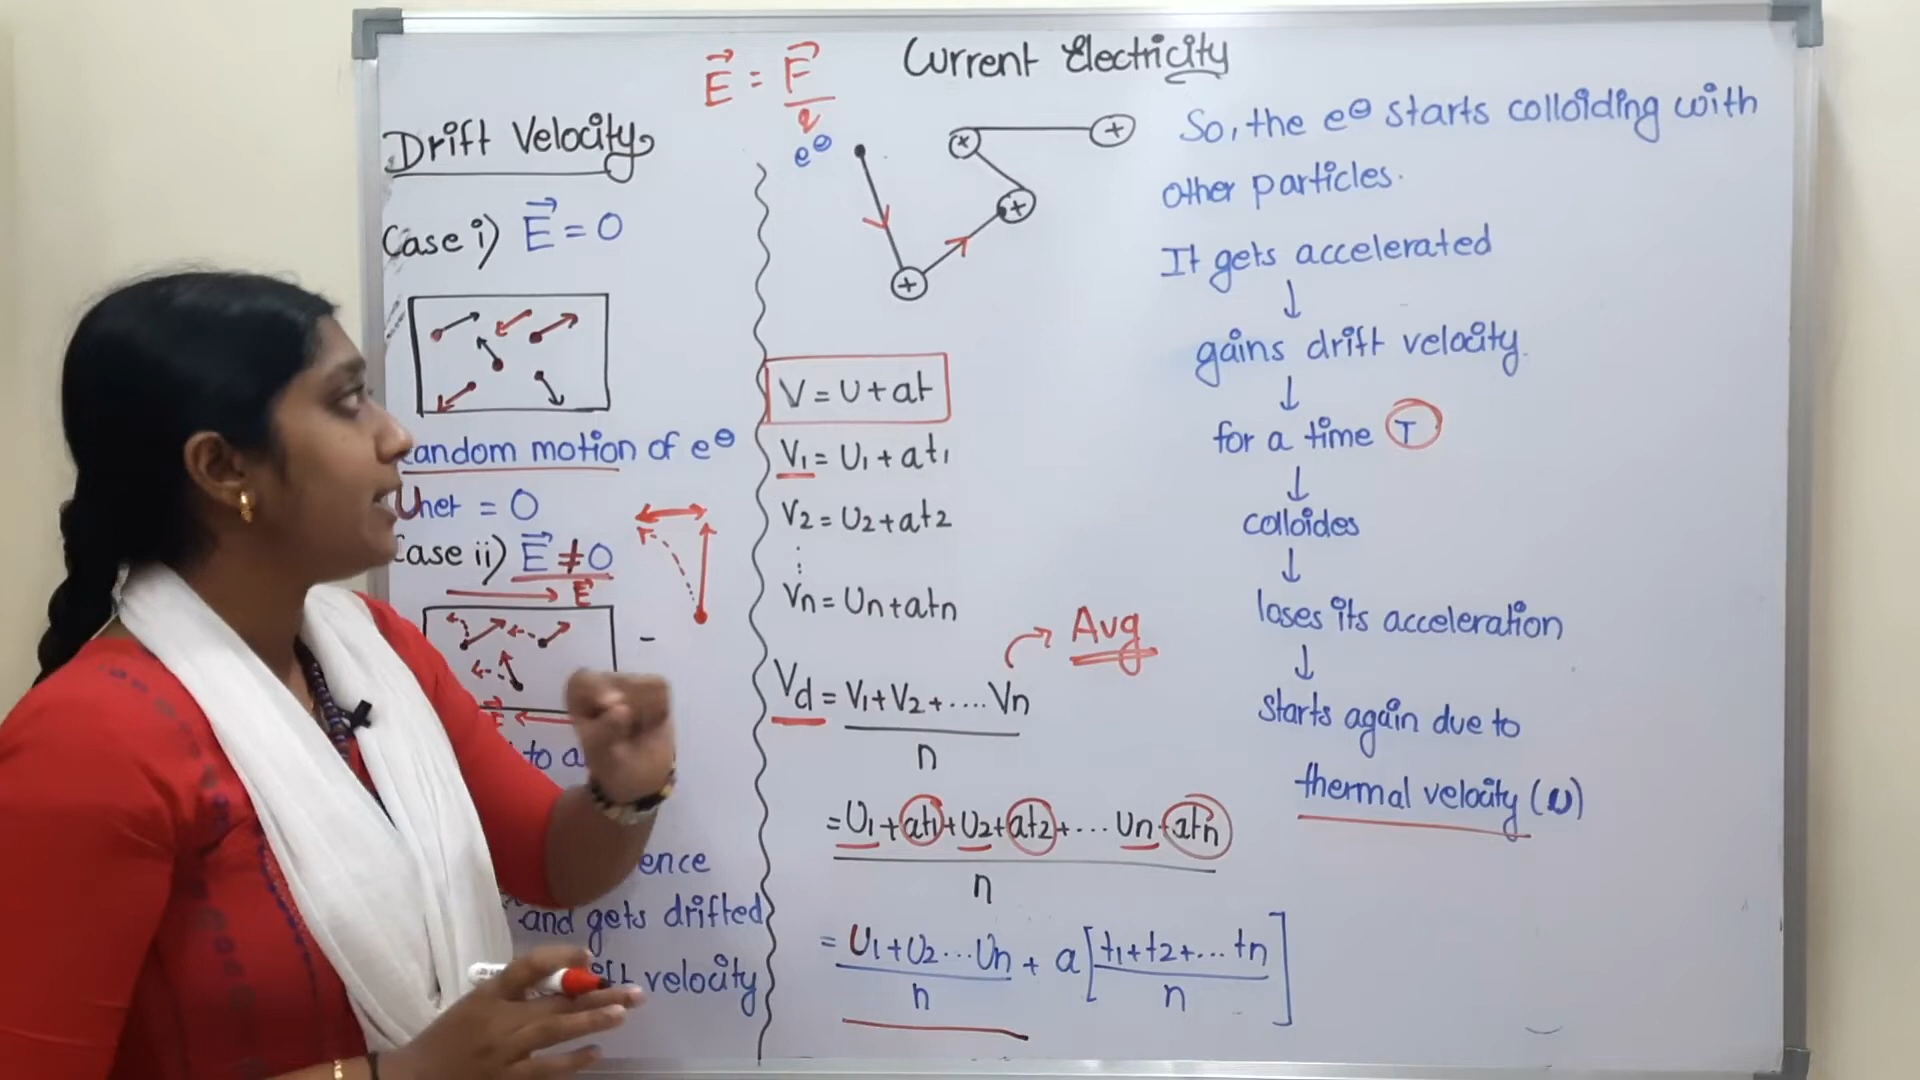 Current Electricity
E⃗ = F⃗/q
Drift Velocity
Case i) E⃗ = 0
Random motion of e⊖
Unet = 0
Case ii) E⃗ ≠ 0
E⃗
E⃗
to a
ence
and gets drifted
velocity
e⊖
+
+
+
+
V = U + at
V1 = U1 + at1
V2 = U2 + at2
⋮
Vn = Un + atn
Avg
Vd = V1 + V2 + .... Vn / n
= U1 + at1 + U2 + at2 + ... Un + atn / n
= U1 + U2 ... Un / n + a [t1 + t2 + ... tn / n]
So, the e⊖ starts colloiding with
other particles.
It gets accelerated
↓
gains drift velocity.
↓
for a time T
↓
colloides
↓
loses its acceleration
↓
starts again due to
thermal velocity (U)